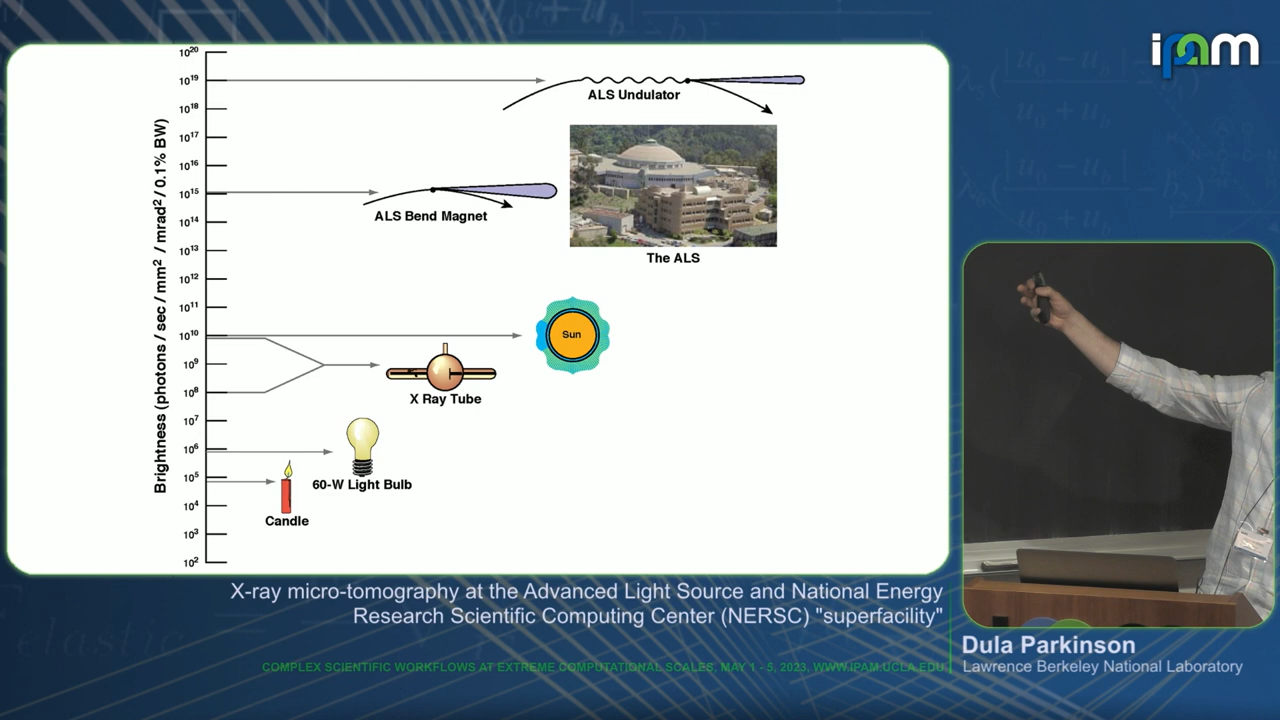 ipam
10²⁰
10¹⁹
10¹⁸
10¹⁷
10¹⁶
10¹⁵
10¹⁴
10¹³
10¹²
10¹¹
10¹⁰
10⁹
10⁸
10⁷
10⁶
10⁵
10⁴
10³
10²
Brightness (photons / sec / mm² / mrad² / 0.1% BW)
ALS Undulator
ALS Bend Magnet
The ALS
Sun
X Ray Tube
60-W Light Bulb
Candle
X-ray micro-tomography at the Advanced Light Source and National Energy
Research Scientific Computing Center (NERSC) "superfacility"
COMPLEX SCIENTIFIC WORKFLOWS AT EXTREME COMPUTATIONAL SCALES, MAY 1 - 5, 2023, WWW.IPAM.UCLA.EDU
Dula Parkinson
Lawrence Berkeley National Laboratory
elastic